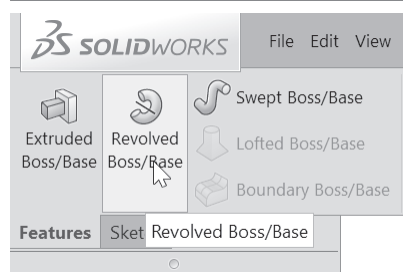 SOLIDWORKS
File Edit View
Extruded Boss/Base
Revolved Boss/Base
Swept Boss/Base
Lofted Boss/Base
Boundary Boss/Base
Features Sket
Revolved Boss/Base